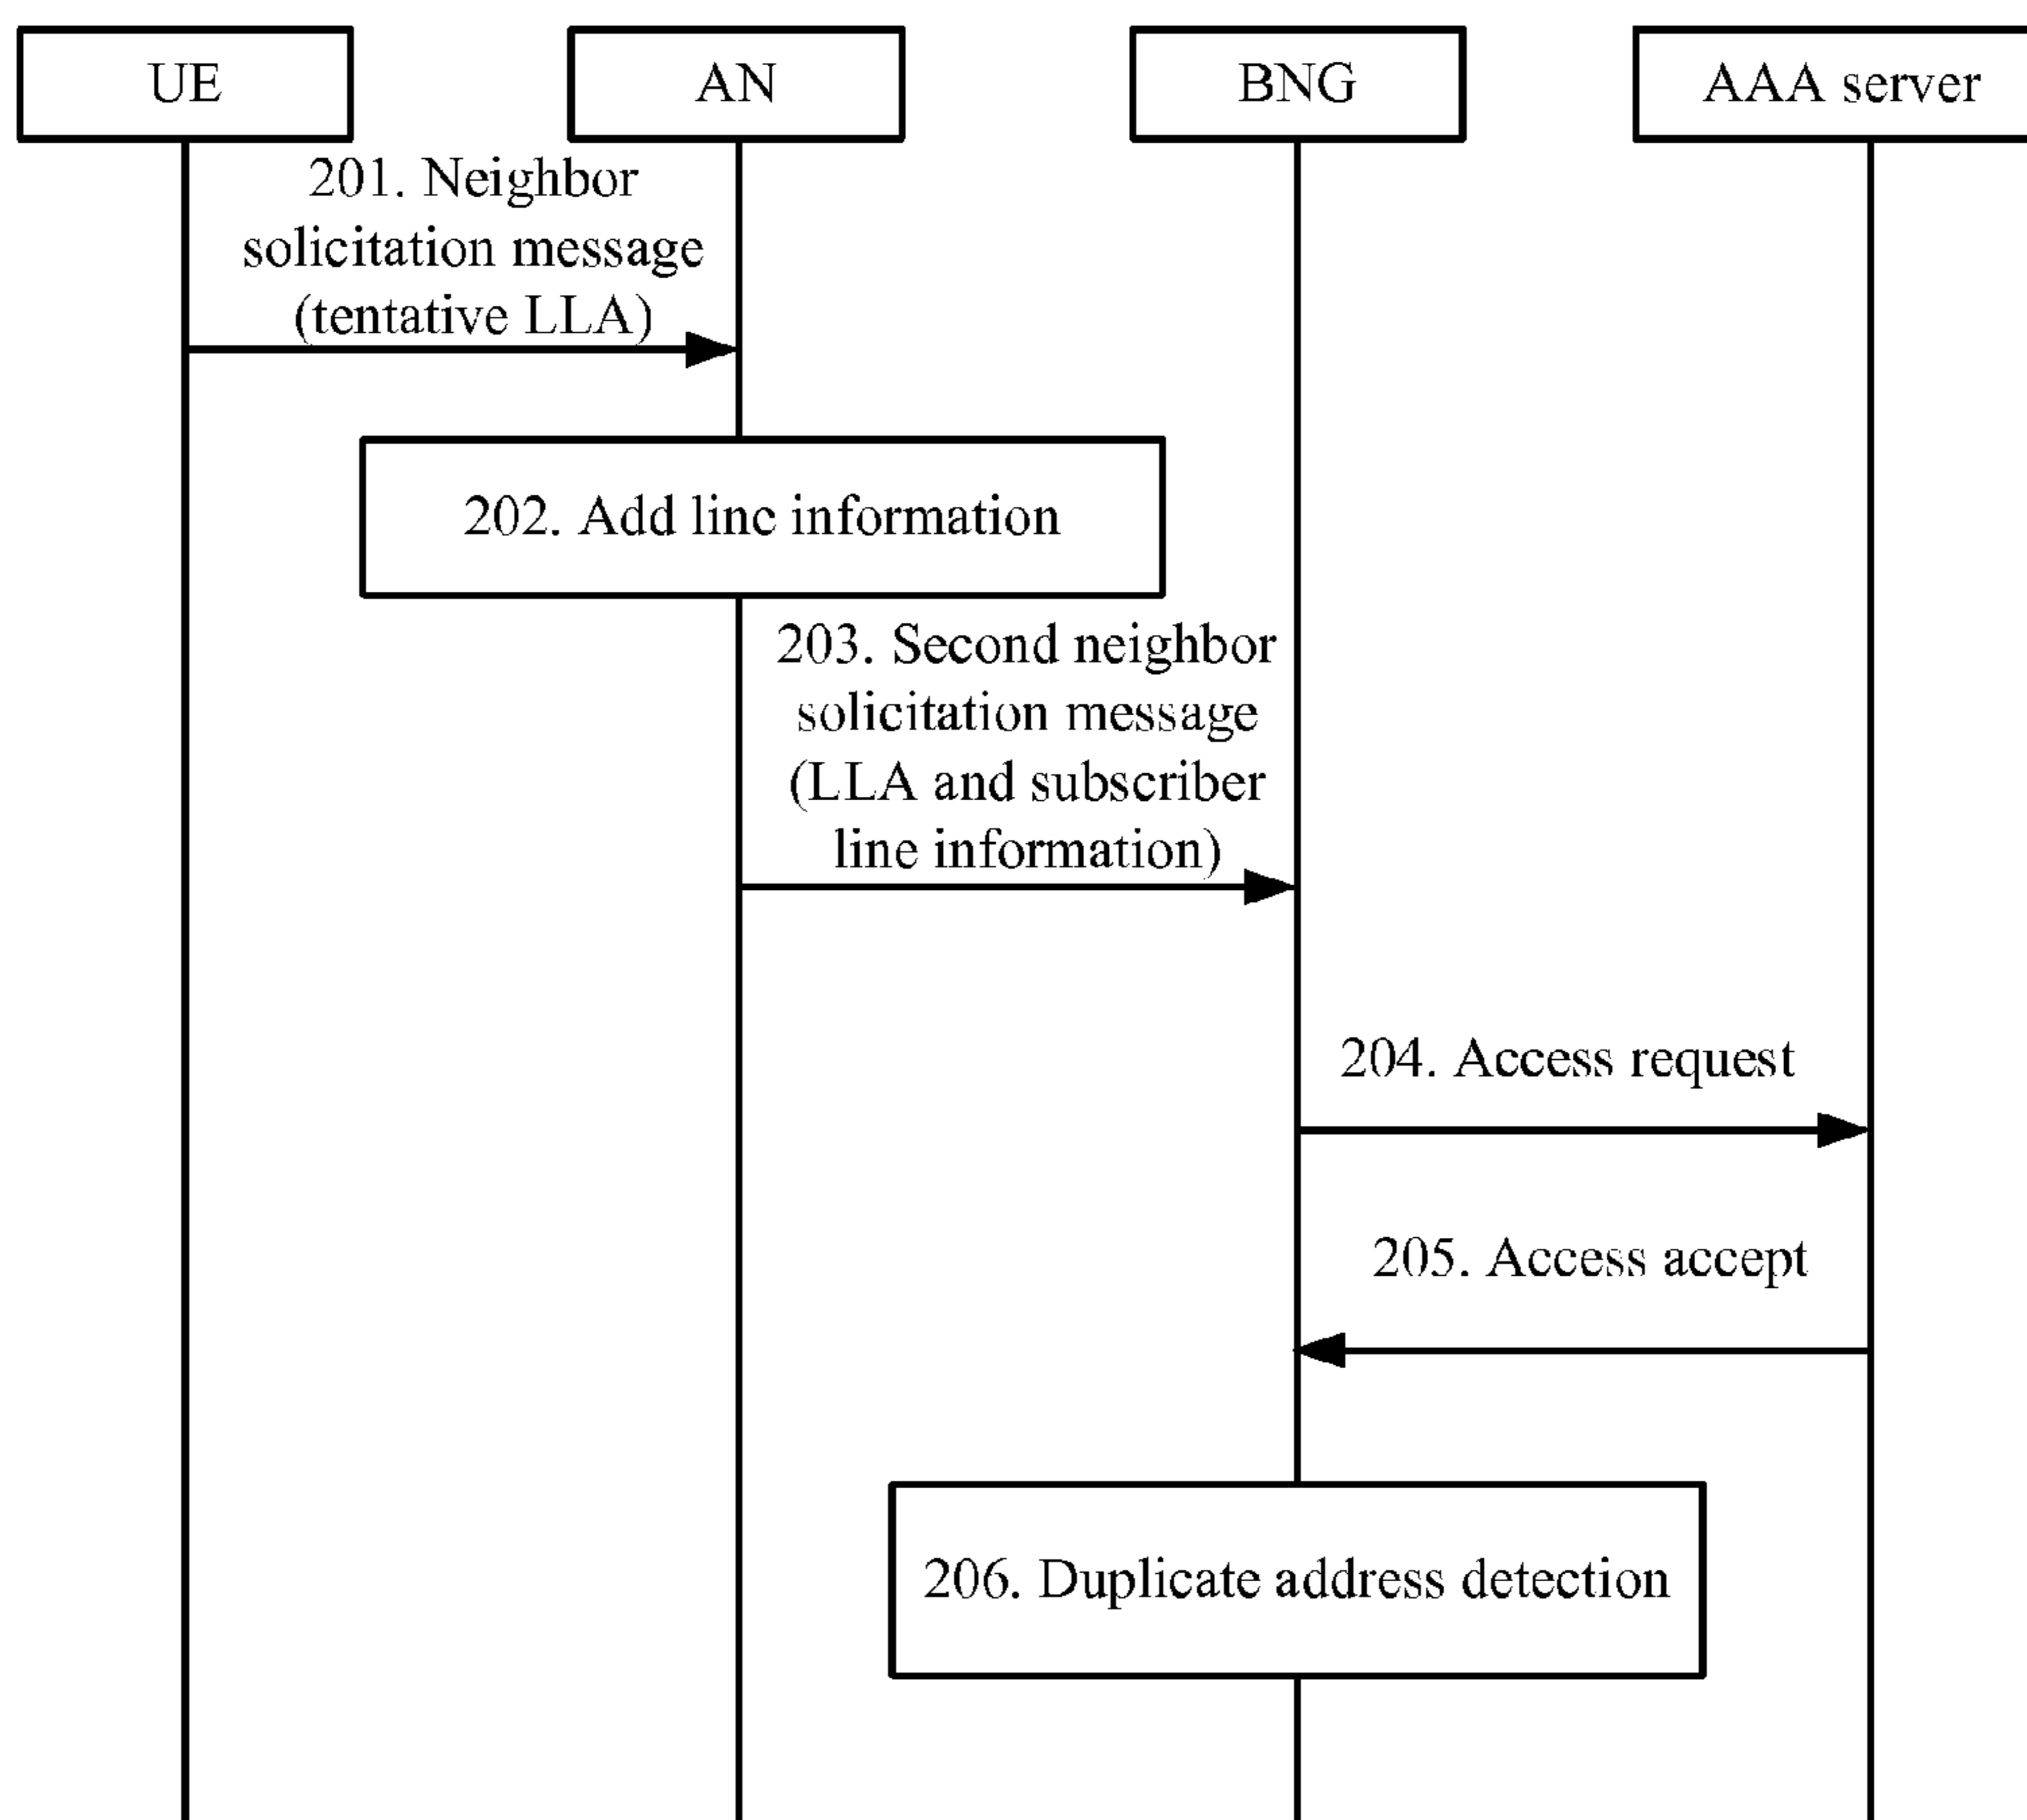 UE
AN
BNG
AAA server
201. Neighbor
solicitation message
(tentative LLA)
202. Add line information
203. Second neighbor
solicitation message
(LLA and subscriber
line information)
204. Access request
205. Access accept
206. Duplicate address detection